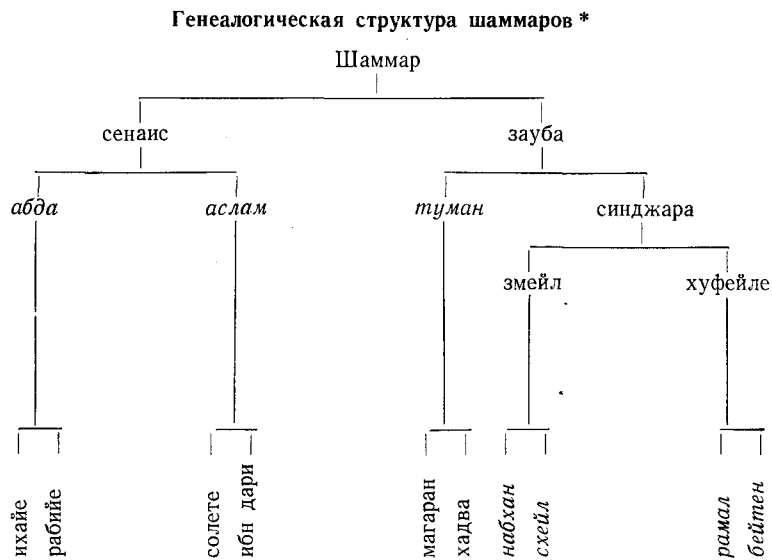 Генеалогическая структура шаммаров *
Шаммар
сенаис зауба
абда аслам туман синджара
змейл хуфейле
ихайе рабийе солете ибн дари магаран хадва набхан схейл рамал бейтен